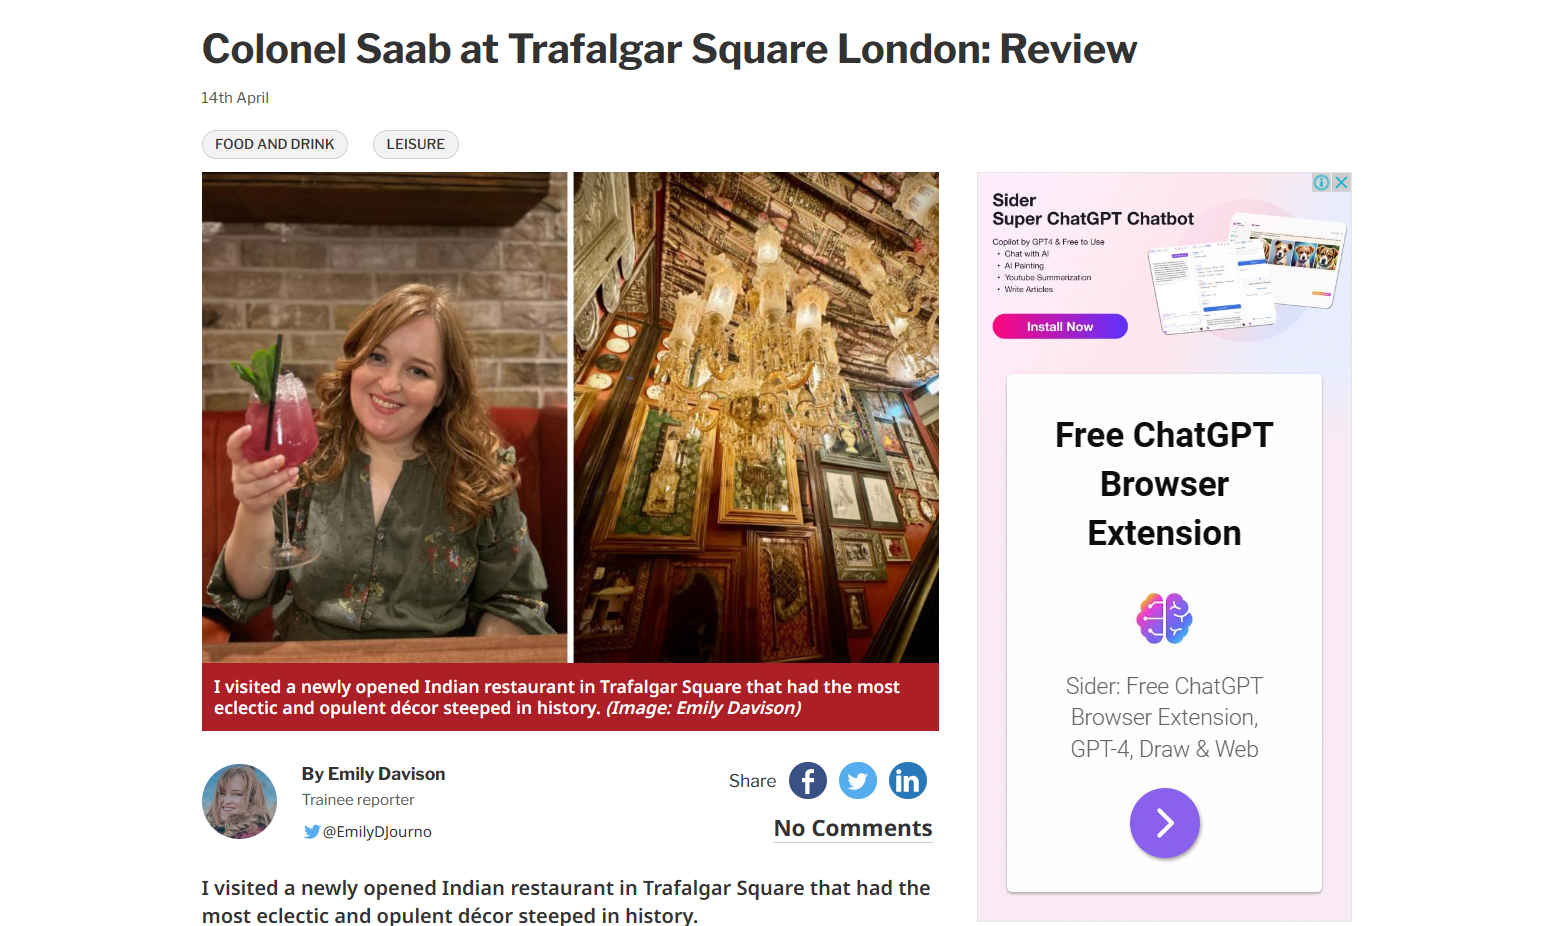 Colonel Saab at Trafalgar Square London: Review
14th April
FOOD AND DRINK
LEISURE
I visited a newly opened Indian restaurant in Trafalgar Square that had the most
eclectic and opulent décor steeped in history. (Image: Emily Davison)
By Emily Davison
Trainee reporter
@EmilyDJourno
Share
No Comments
I visited a newly opened Indian restaurant in Trafalgar Square that had the
most eclectic and opulent décor steeped in history.
Sider
Super ChatGPT Chatbot
Copilot by GPT4 & Free to Use
• Chat with AI
• AI Painting
• Youtube Summerization
• Write Articles
Install Now
Free ChatGPT
Browser
Extension
Sider: Free ChatGPT
Browser Extension,
GPT-4, Draw & Web